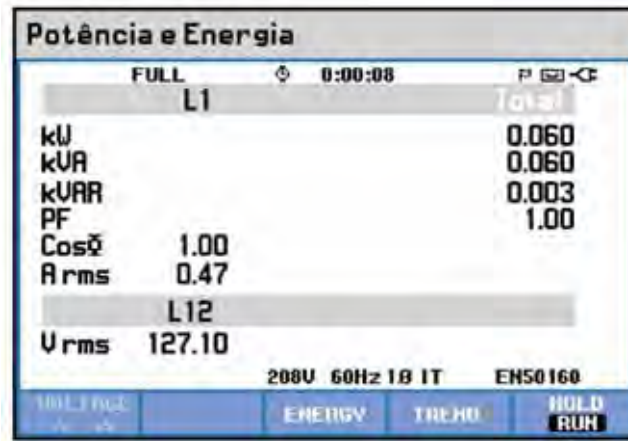 Potência e Energia
FULL 0:00:08
L1 Total
kW 0.060
kVA 0.060
kVAR 0.003
PF 1.00
CosΦ 1.00
A rms 0.47
L12
V rms 127.10
208V 60Hz 1Ø IT EN50160
VOLTAGE ENERGY TREND HOLD
RUN